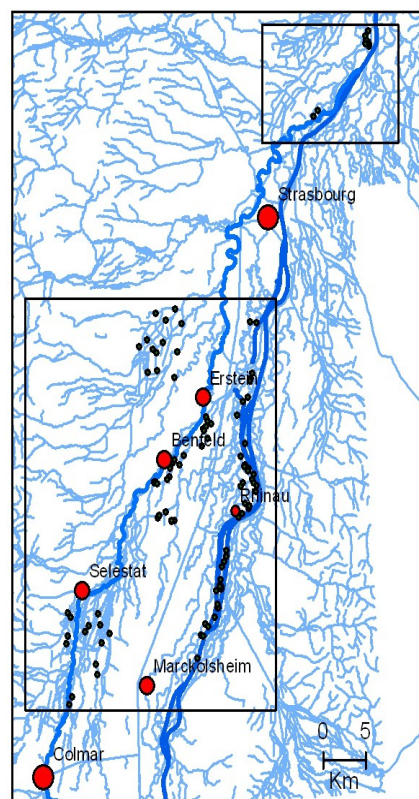 Strasbourg
Erstein
Benfeld
Rhinau
Selestat
Marckolsheim
Colmar
0 5
Km